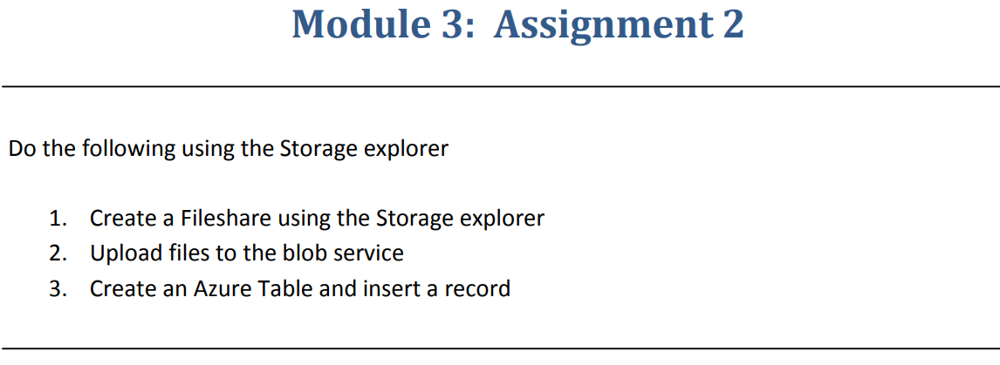 Module 3: Assignment 2
Do the following using the Storage explorer
1. Create a Fileshare using the Storage explorer
2. Upload files to the blob service
3. Create an Azure Table and insert a record